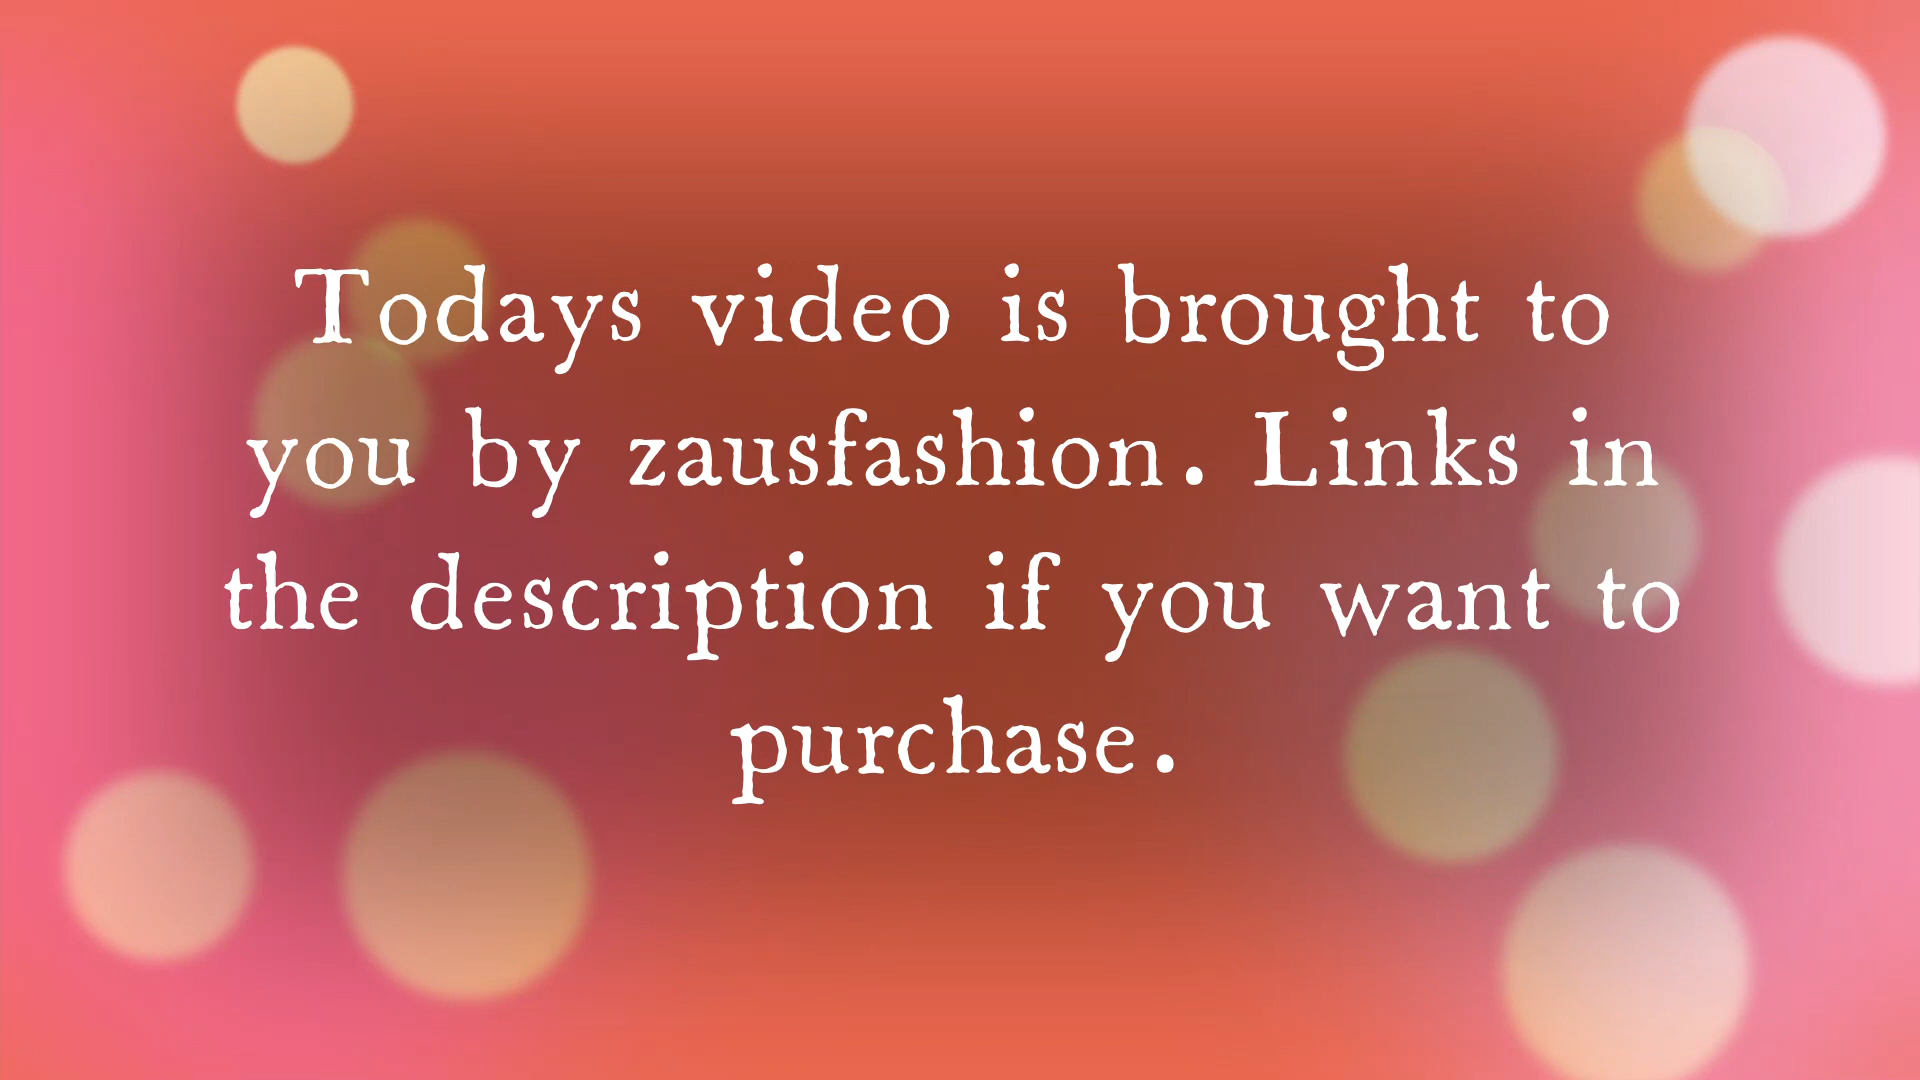 Todays video is brought to
you by zausfashion. Links in
the description if you want to
purchase.